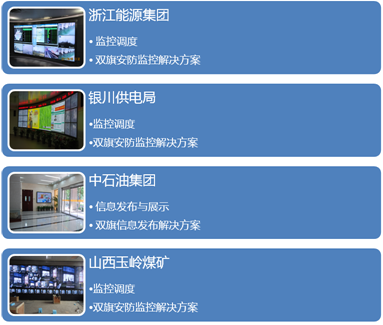 浙江能源集团
• 监控调度
• 双旗安防监控解决方案
银川供电局
•监控调度
•双旗安防监控解决方案
中石油集团
• 信息发布与展示
• 双旗信息发布解决方案
山西玉岭煤矿
•监控调度
•双旗安防监控解决方案